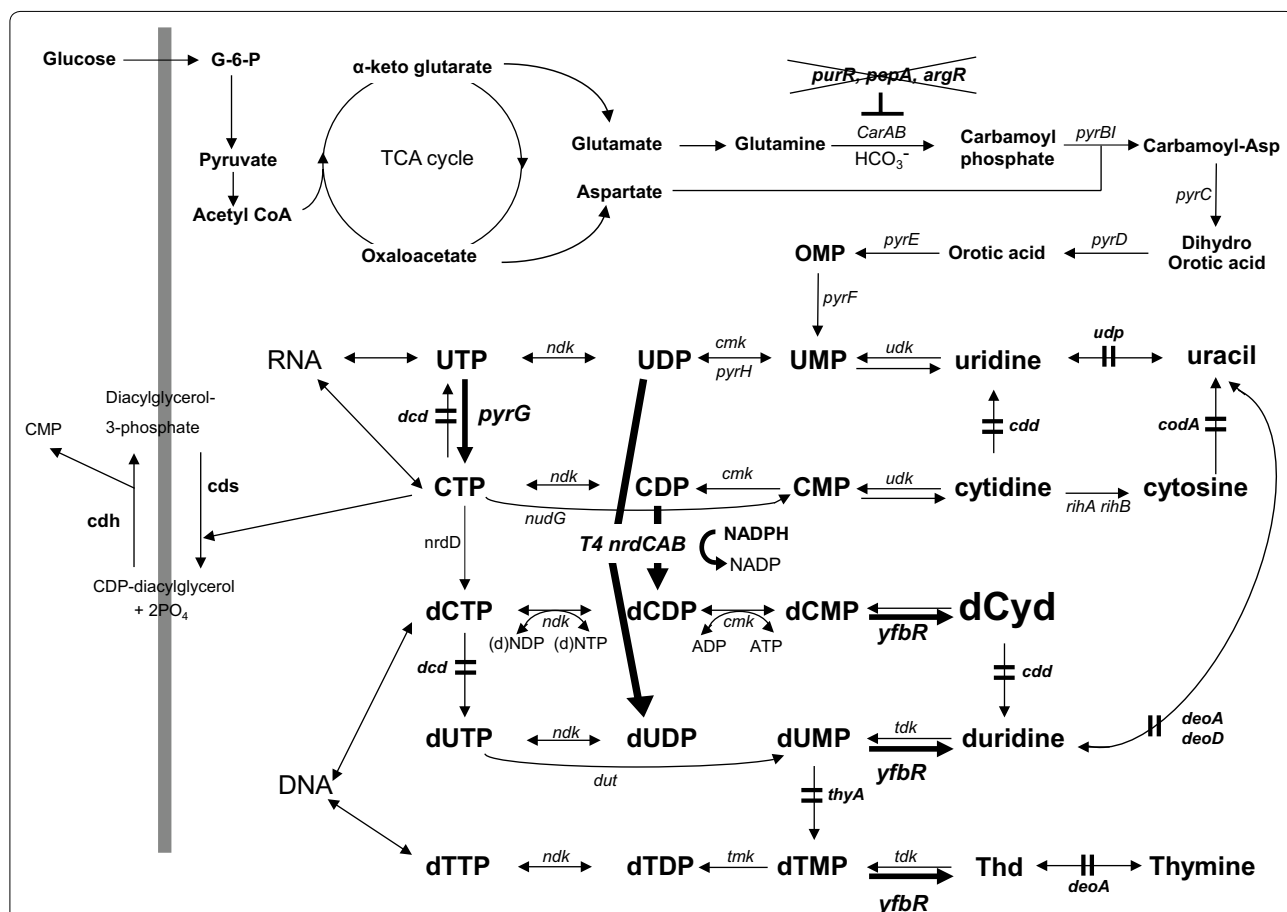 Glucose
G-6-P
α-keto glutarate
purR, pepA, argR
Pyruvate
TCA cycle
Glutamate
Glutamine
CarAB
HCO₃⁻
Carbamoyl
phosphate
pyrBI
Carbamoyl-Asp
Acetyl CoA
Aspartate
pyrC
Oxaloacetate
OMP
pyrE
Orotic acid
pyrD
Dihydro
Orotic acid
pyrF
RNA
UTP
ndk
UDP
cmk
pyrH
UMP
udk
uridine
udp
uracil
Diacylglycerol-
3-phosphate
CMP
dcd
pyrG
cdd
codA
cds
cdh
CTP
ndk
CDP
cmk
CMP
udk
cytidine
rihA rihB
cytosine
nudG
nrdD
T4 nrdCAB
NADPH
NADP
CDP-diacylglycerol
+ 2PO₄
dCTP
ndk
(d)NDP
(d)NTP
dCDP
cmk
ADP
ATP
dCMP
yfbR
dCyd
dcd
cdd
dUTP
ndk
dUDP
dUMP
tdk
yfbR
duridine
deoA
deoD
dut
DNA
thyA
dTTP
ndk
dTDP
tmk
dTMP
tdk
yfbR
Thd
deoA
Thymine